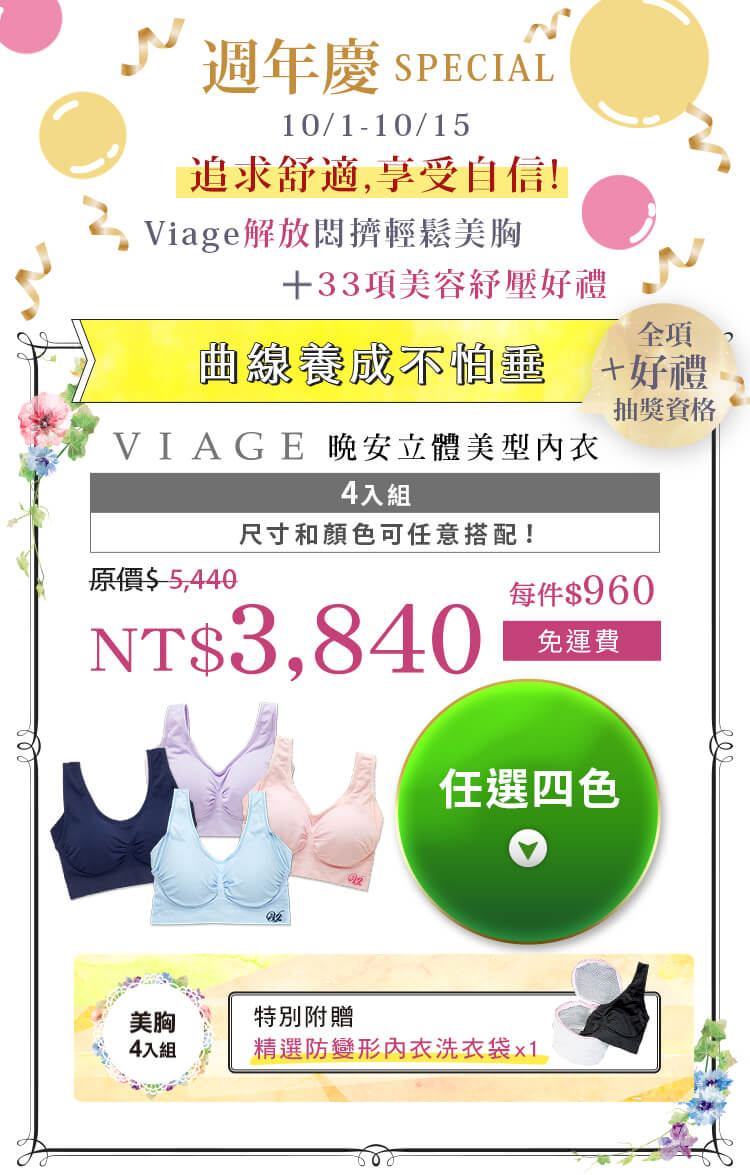 週年慶 SPECIAL
10/1-10/15
追求舒適,享受自信!
Viage解放悶擠輕鬆美胸
＋33項美容紓壓好禮
全項
＋好禮
抽獎資格
曲線養成不怕垂
VIAGE 晚安立體美型內衣
4入組
尺寸和顏色可任意搭配！
原價$ 5,440
每件$960
NT$3,840
免運費
任選四色
美胸
4入組
特別附贈
精選防變形內衣洗衣袋x1